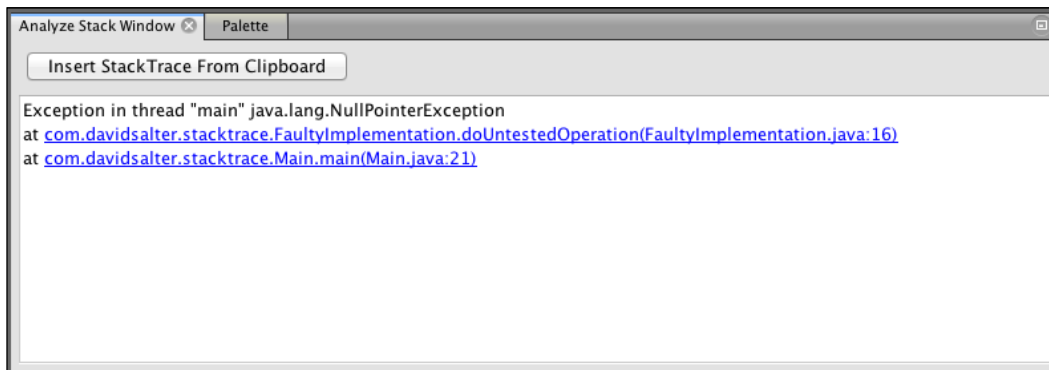 Analyze Stack Window Palette
Insert StackTrace From Clipboard
Exception in thread "main" java.lang.NullPointerException
at com.davidsalter.stacktrace.FaultyImplementation.doUntestedOperation(FaultyImplementation.java:16)
at com.davidsalter.stacktrace.Main.main(Main.java:21)